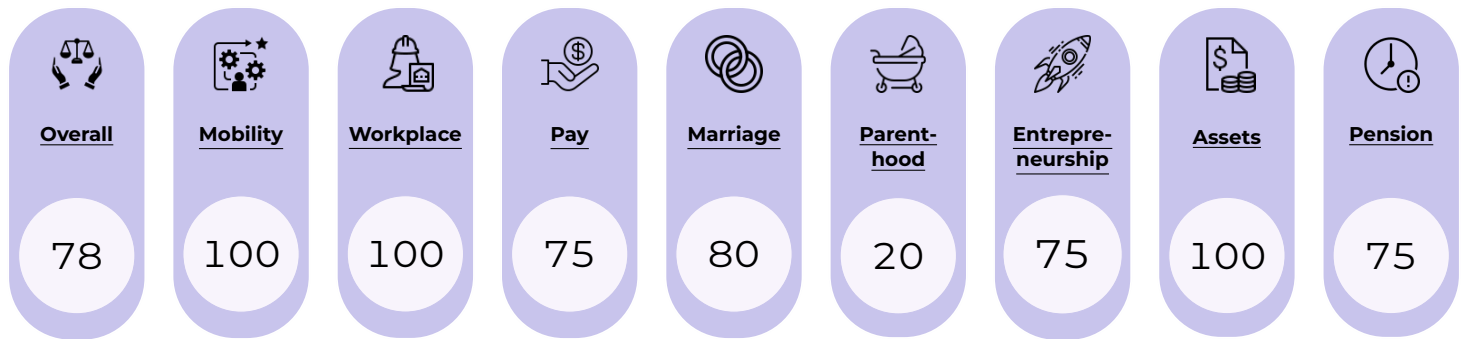 Overall
78
Mobility
100
Workplace
100
Pay
75
Marriage
80
Parent-
hood
20
Entrepre-
neurship
75
Assets
100
Pension
75